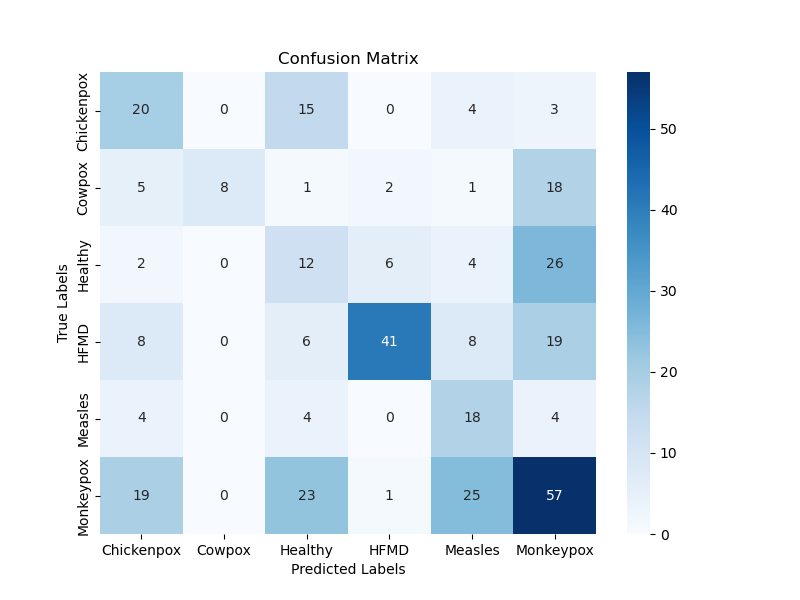 Confusion Matrix
Chickenpox 20 0 15 0 4 3
Cowpox 5 8 1 2 1 18
Healthy 2 0 12 6 4 26
HFMD 8 0 6 41 8 19
Measles 4 0 4 0 18 4
Monkeypox 19 0 23 1 25 57
Chickenpox Cowpox Healthy HFMD Measles Monkeypox
Predicted Labels
True Labels
50
40
30
20
10
0